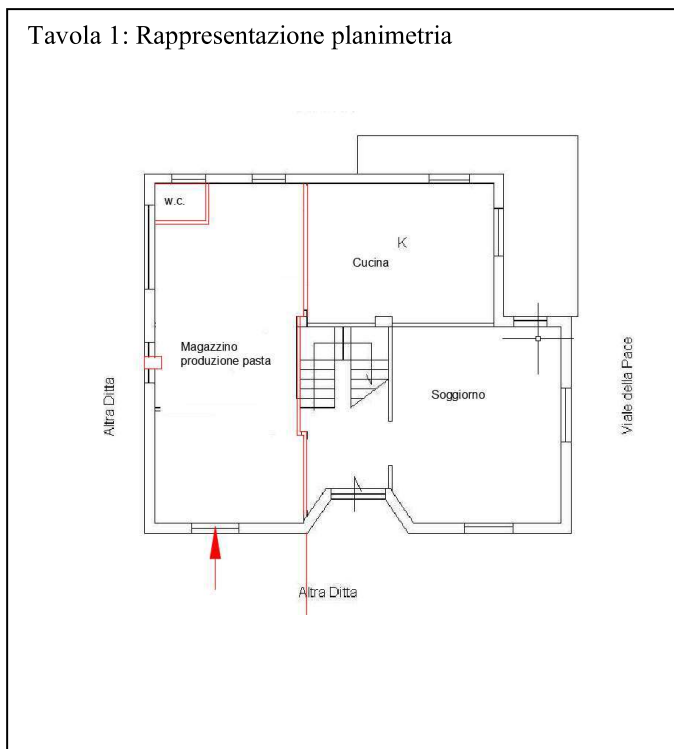 Tavola 1: Rappresentazione planimetria
w.c.
K
Cucina
Magazzino
produzione pasta
Soggiorno
Altra Ditta
Viale della Pace
Altra Ditta